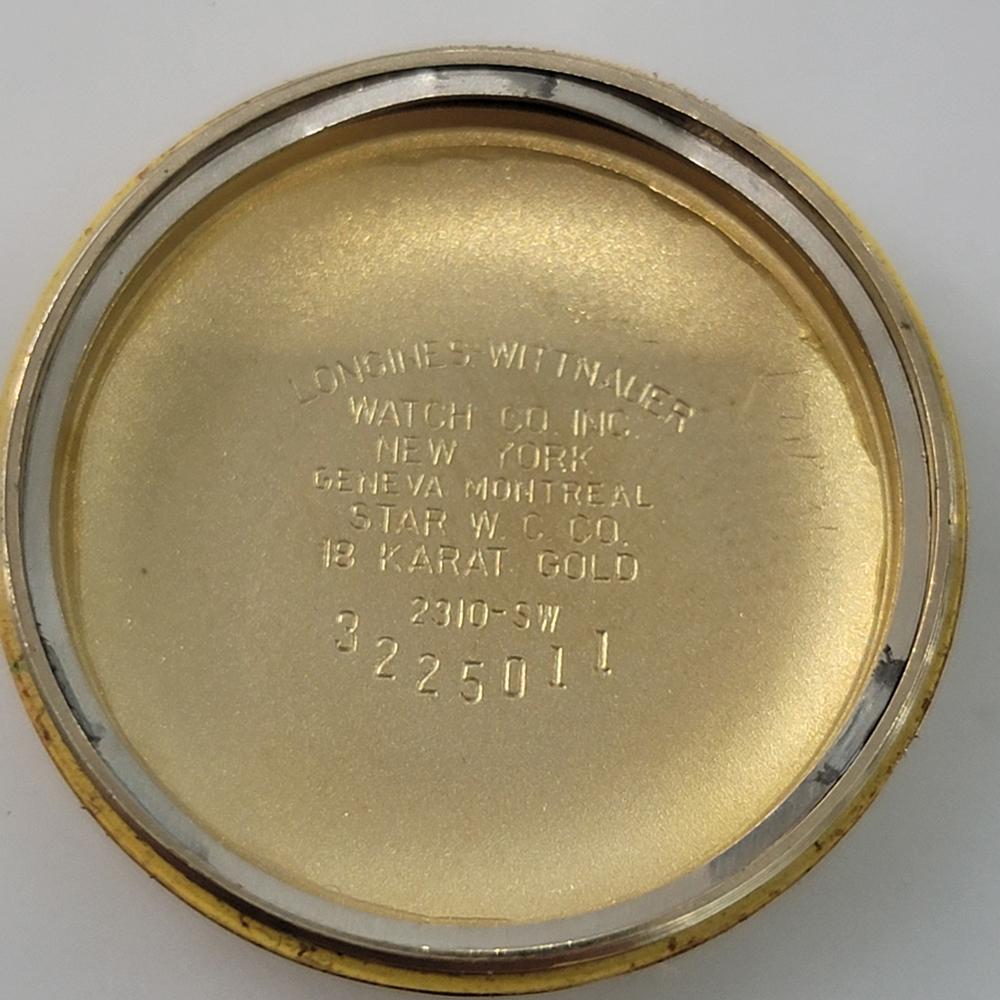 LONGINES-WITTNAUER
WATCH CO. INC.
NEW YORK
GENEVA MONTREAL
STAR W. C. CO.
18 KARAT GOLD
2310-SW
3225011